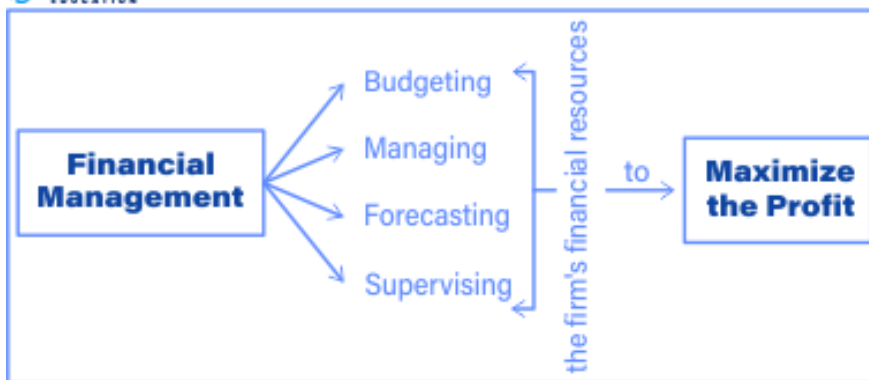 Financial
Management
Budgeting
Managing
Forecasting
Supervising
the firm's financial resources
to
Maximize
the Profit